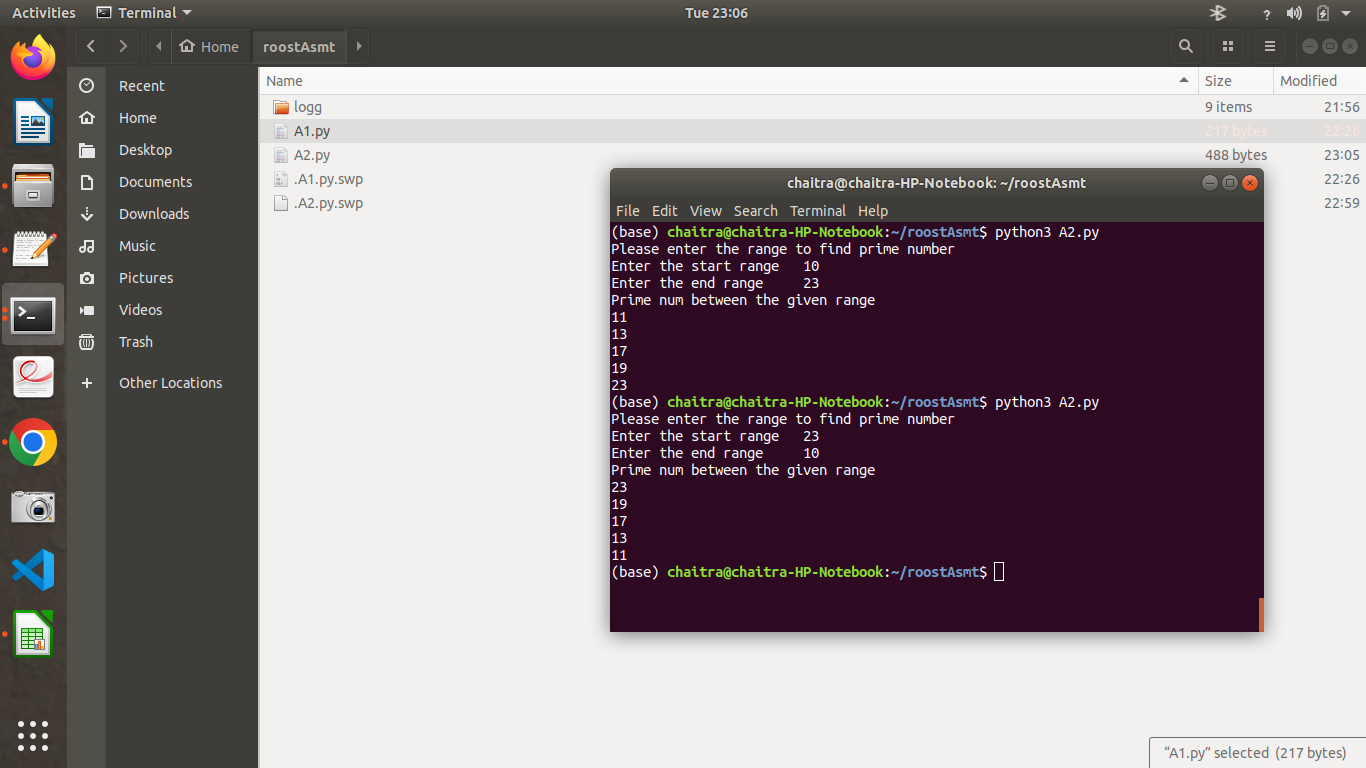 Activities Terminal Tue 23:06 ?
Home roostAsmt
Recent
Home
Desktop
Documents
Downloads
Music
Pictures
Videos
Trash
+ Other Locations
Name Size Modified
logg 9 items 21:56
A1.py 217 bytes 22:26
A2.py 488 bytes 23:05
.A1.py.swp 22:26
.A2.py.swp 22:59
chaitra@chaitra-HP-Notebook: ~/roostAsmt
File Edit View Search Terminal Help
(base) chaitra@chaitra-HP-Notebook:~/roostAsmt$ python3 A2.py
Please enter the range to find prime number
Enter the start range 10
Enter the end range 23
Prime num between the given range
11
13
17
19
23
(base) chaitra@chaitra-HP-Notebook:~/roostAsmt$ python3 A2.py
Please enter the range to find prime number
Enter the start range 23
Enter the end range 10
Prime num between the given range
23
19
17
13
11
(base) chaitra@chaitra-HP-Notebook:~/roostAsmt$
“A1.py” selected (217 bytes)